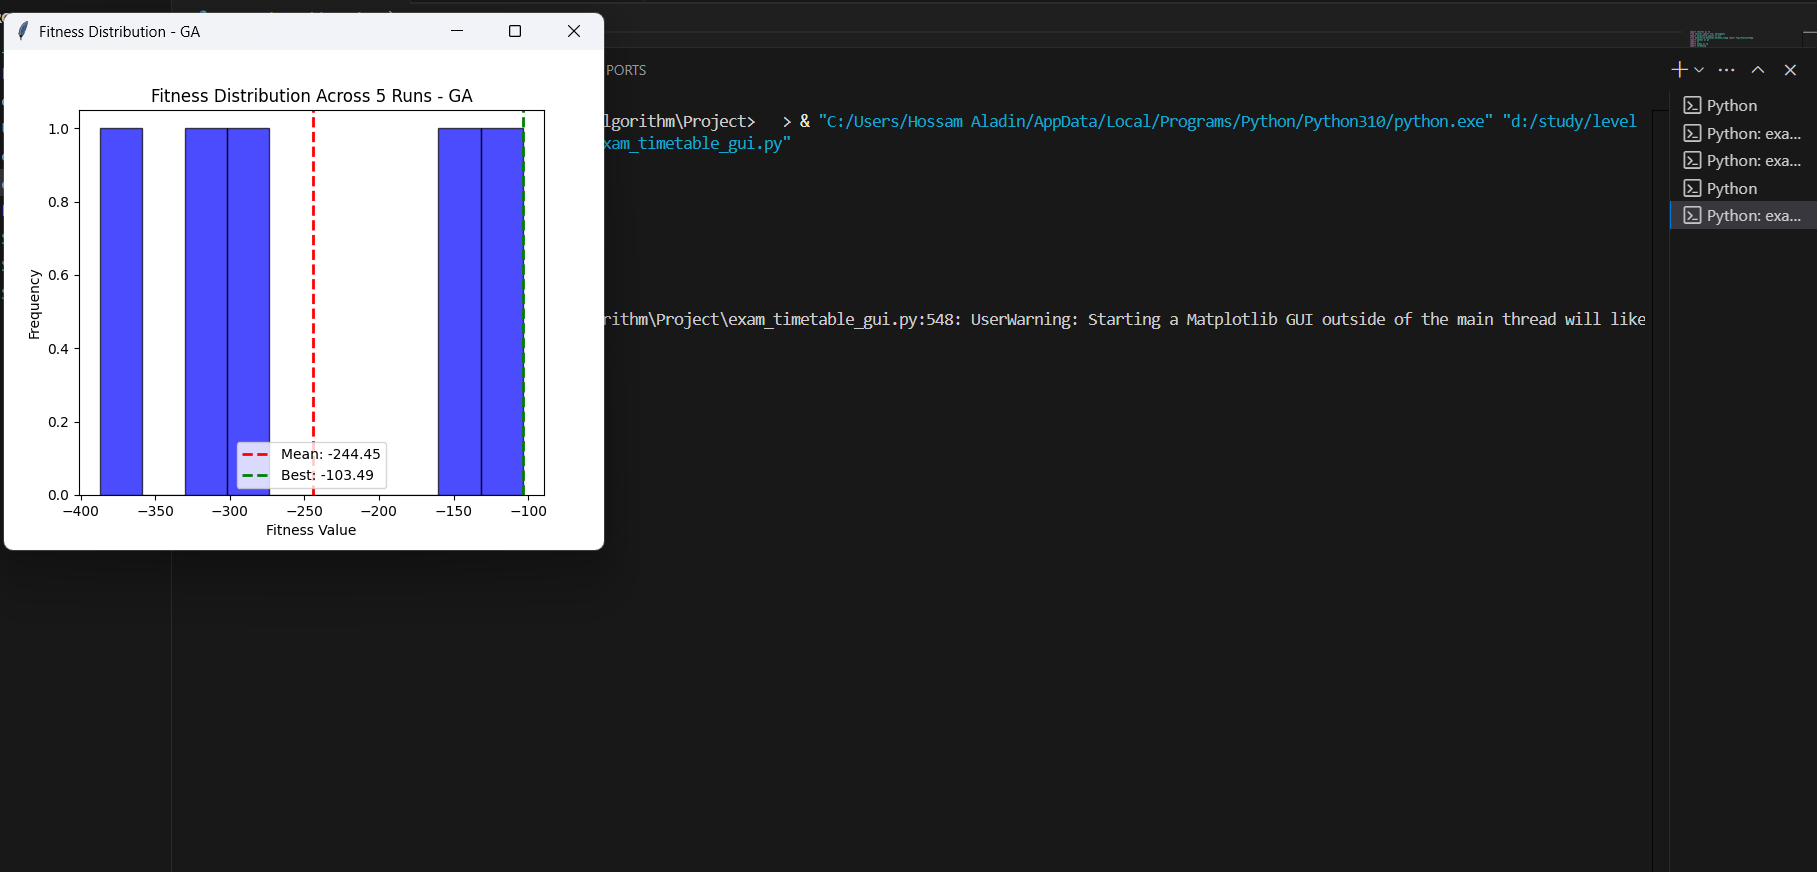 Fitness Distribution - GA
Fitness Distribution Across 5 Runs - GA
1.0
0.8
0.6
0.4
0.2
0.0
Frequency
Mean: -244.45
Best: -103.49
−400 −350 −300 −250 −200 −150 −100
Fitness Value
PORTS
lgorithm\Project>   > & "C:/Users/Hossam Aladin/AppData/Local/Programs/Python/Python310/python.exe" "d:/study/level
xam_timetable_gui.py"
rithm\Project\exam_timetable_gui.py:548: UserWarning: Starting a Matplotlib GUI outside of the main thread will like
Python
Python: exa...
Python: exa...
Python
Python: exa...